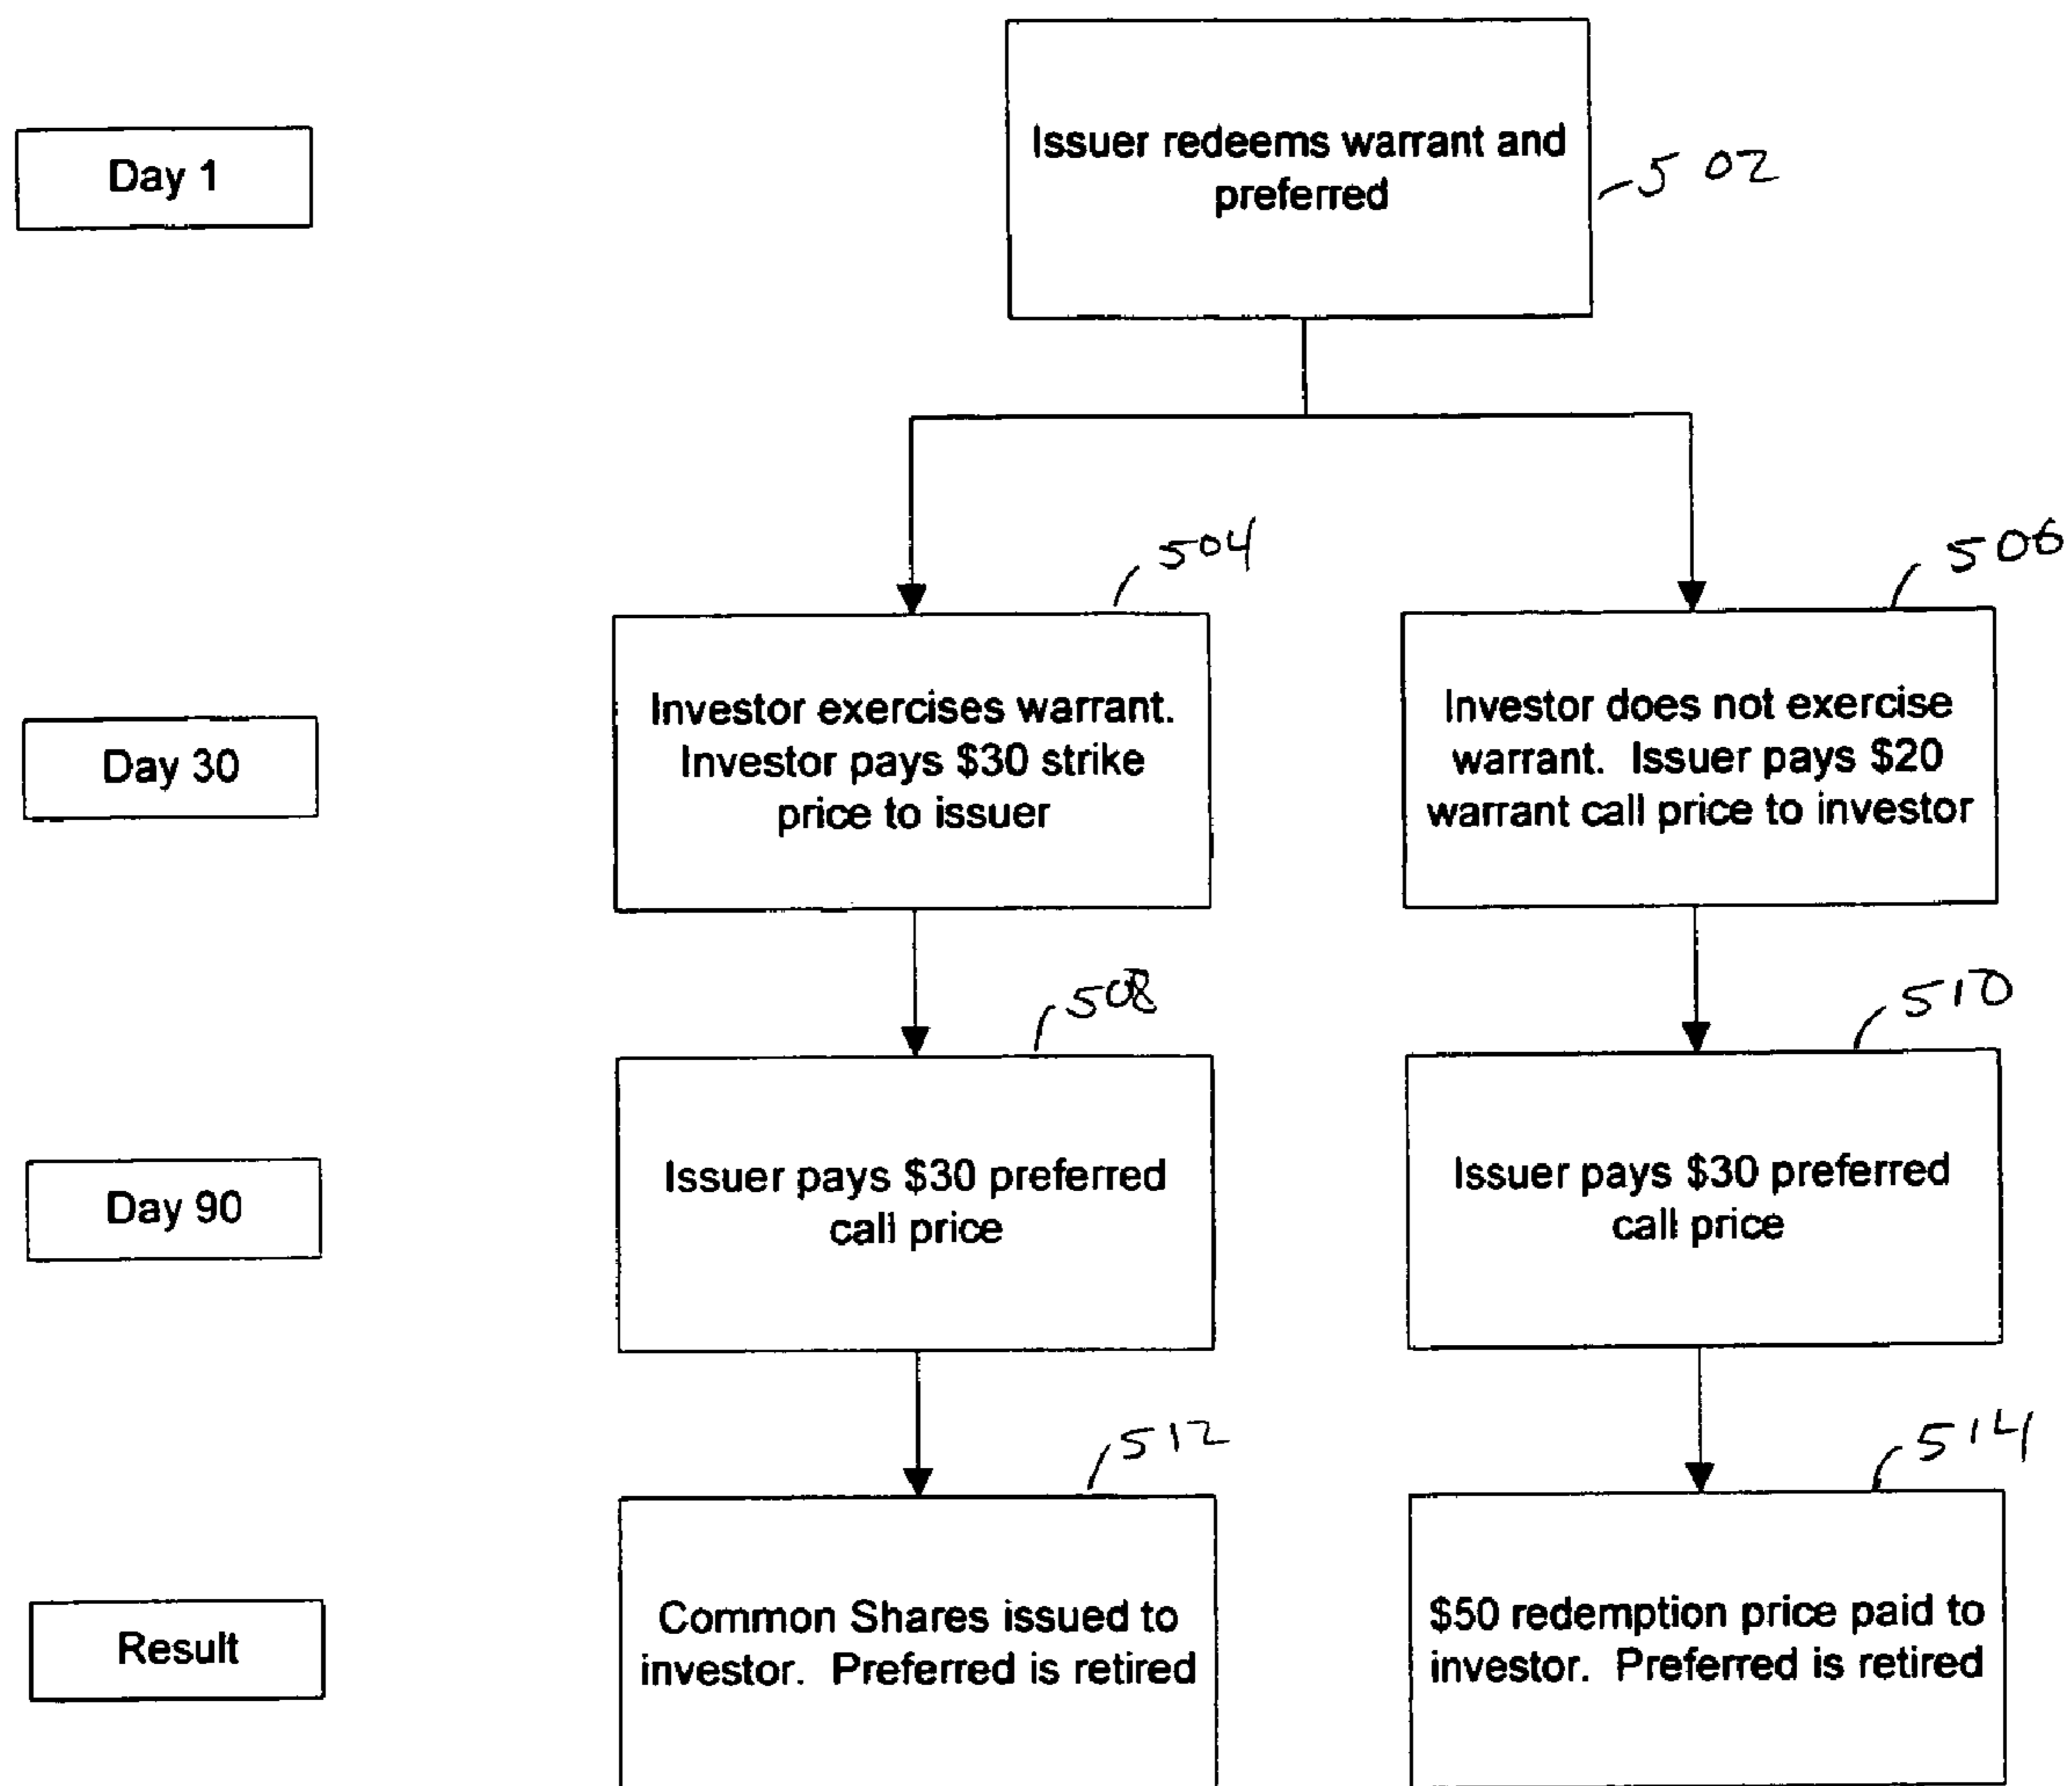 Day 1
Issuer redeems warrant and
preferred
502
504
506
Day 30
Investor exercises warrant.
Investor pays $30 strike
price to issuer
Investor does not exercise
warrant. Issuer pays $20
warrant call price to investor
508
510
Day 90
Issuer pays $30 preferred
call price
Issuer pays $30 preferred
call price
512
514
Result
Common Shares issued to
investor. Preferred is retired
$50 redemption price paid to
investor. Preferred is retired